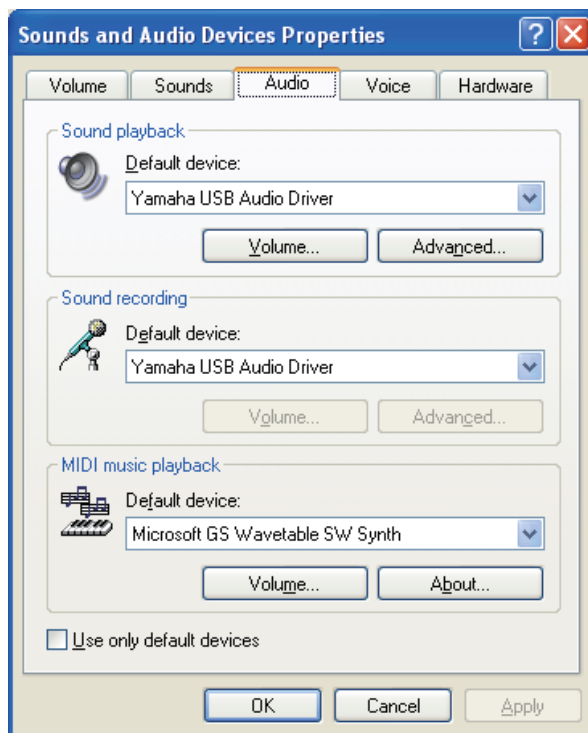 Sounds and Audio Devices Properties
Volume Sounds Audio Voice Hardware
Sound playback
Default device:
Yamaha USB Audio Driver
Volume... Advanced...
Sound recording
Default device:
Yamaha USB Audio Driver
Volume... Advanced...
MIDI music playback
Default device:
Microsoft GS Wavetable SW Synth
Volume... About...
Use only default devices
OK Cancel Apply